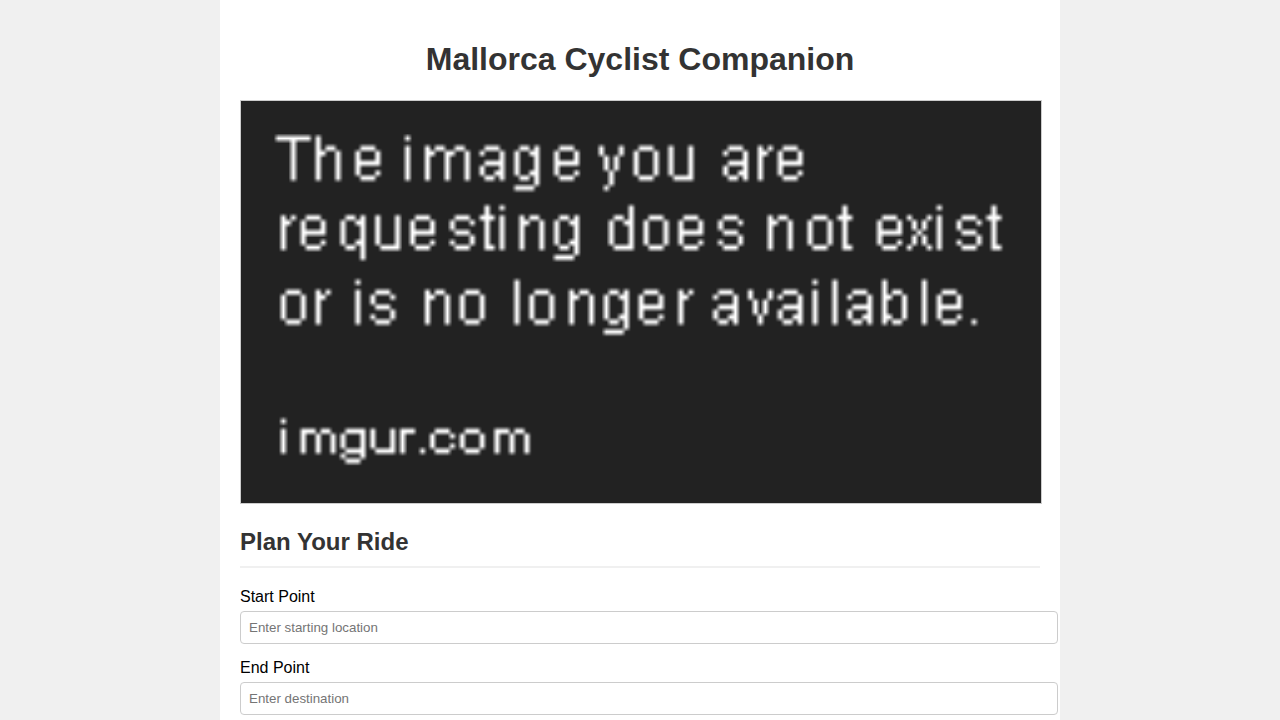 Mallorca Cyclist Companion
The image you are
requesting does not exist
or is no longer available.
imgur.com
Plan Your Ride
Start Point
Enter starting location
End Point
Enter destination